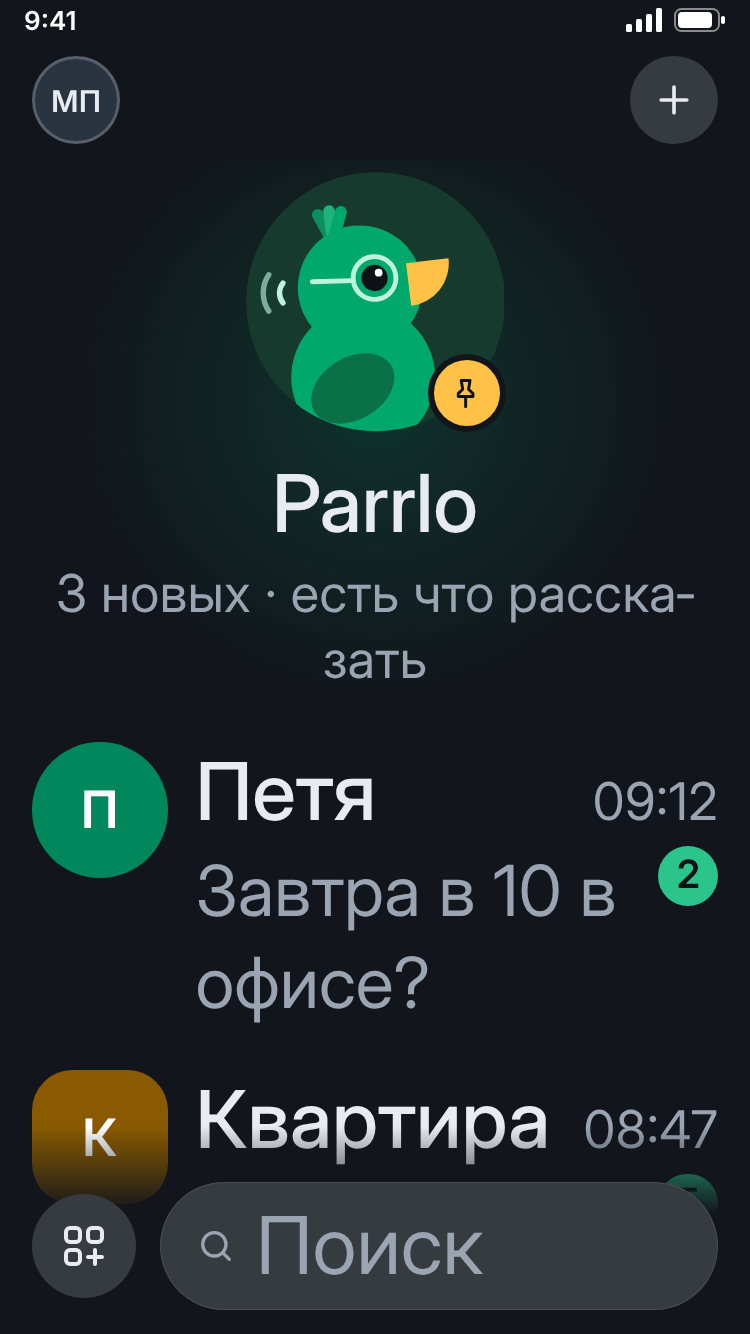 9:41
МП
Parrlo
3 новых · есть что расска-
зать
П
Петя
09:12
Завтра в 10 в
2
офисе?
К
Квартира
08:47
Поиск